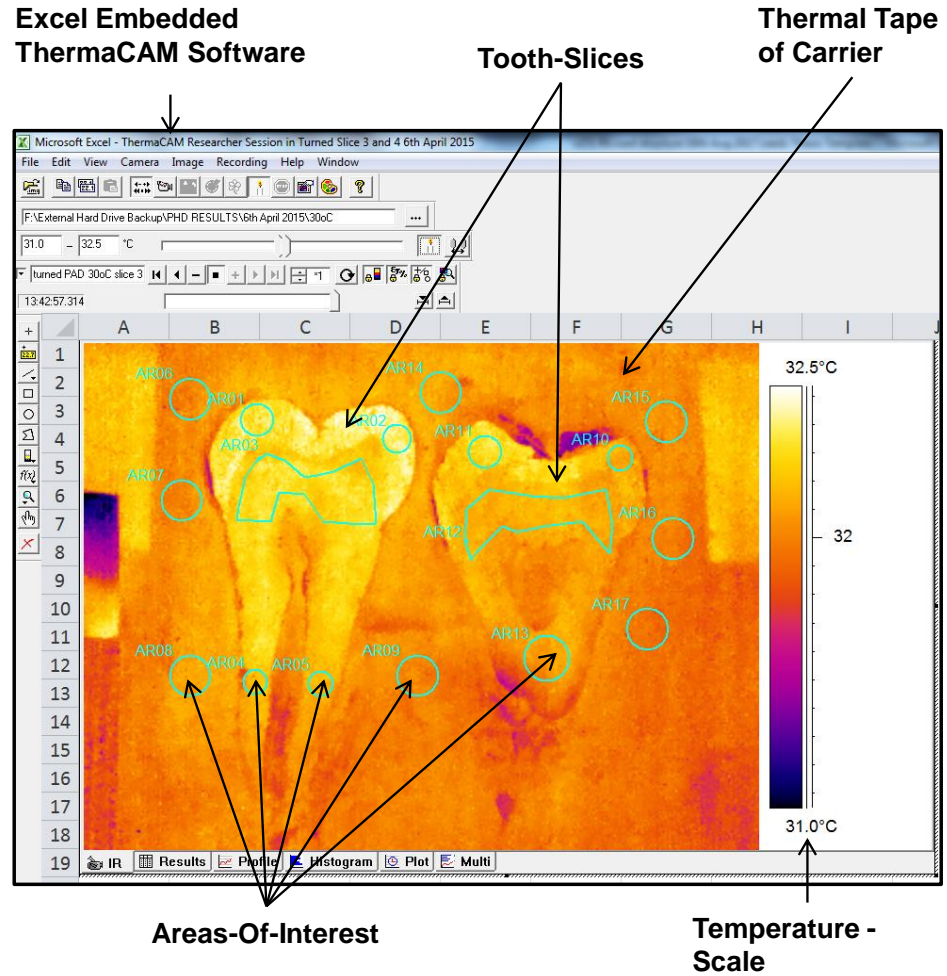 Excel Embedded
ThermaCAM Software
Tooth-Slices
Thermal Tape
of Carrier
Microsoft Excel - ThermaCAM Researcher Session in Turned Slice 3 and 4 6th April 2015
File Edit View Camera Image Recording Help Window
F:\External Hard Drive Backup\PHD RESULTS\6th April 2015\30oC ...
31.0 – 32.5 °C
turned PAD 30oC slice 3
13:42:57.314
A B C D E F G H I J
1
2
3
4
5
6
7
8
9
10
11
12
13
14
15
16
17
18
19
AR06
AR01
AR14
AR15
AR03
AR02
AR11
AR10
AR07
AR12
AR16
AR17
AR13
AR08
AR04
AR05
AR09
32.5°C
32
31.0°C
IR Results Profile Histogram Plot Multi
Areas-Of-Interest
Temperature -
Scale